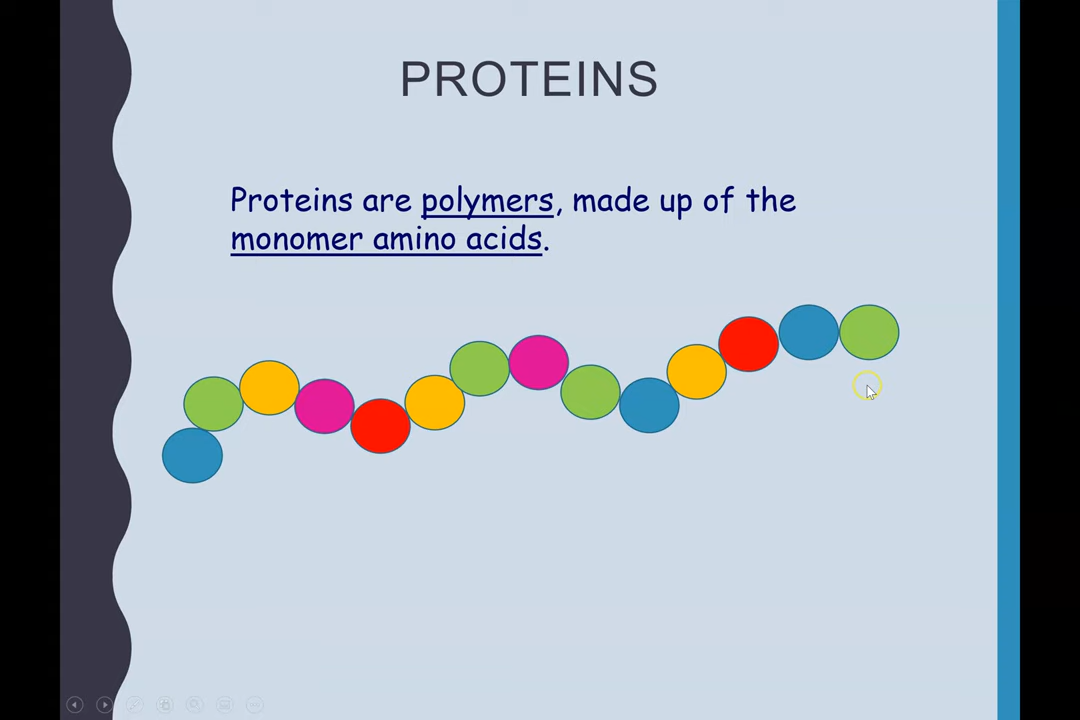 PROTEINS
Proteins are polymers, made up of the
monomer amino acids.